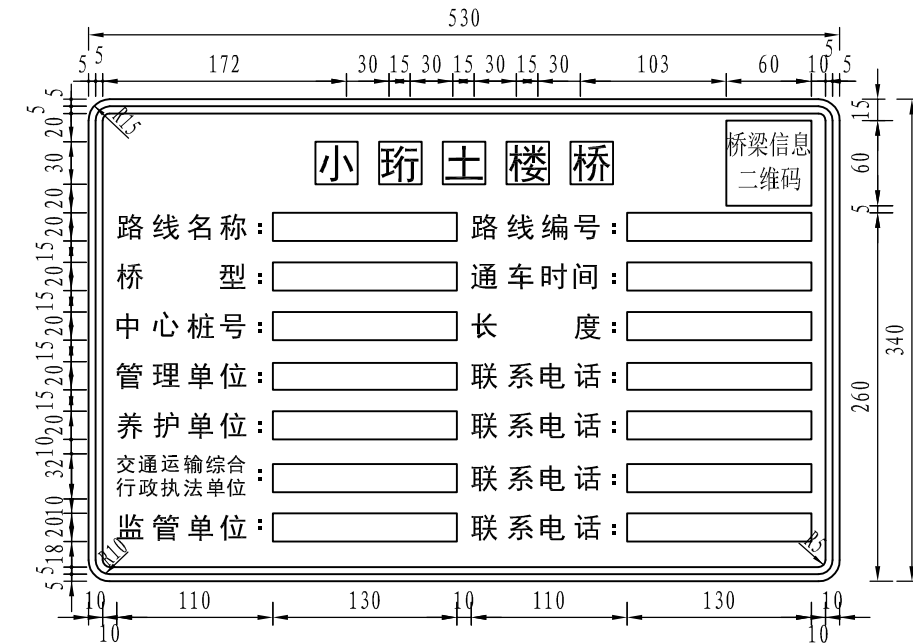 530
5 5 172 30 15 30 15 30 15 30 103 60 10 5 5
5 5 20 30 20 20 15 20 15 20 15 20 15 20 10 32 10 20 18 5 5
R15
小 珩 土 楼 桥
桥梁信息
二维码
路线名称: 路线编号:
桥 型: 通车时间:
中心桩号: 长 度:
管理单位: 联系电话:
养护单位: 联系电话:
交通运输综合
行政执法单位: 联系电话:
监管单位: 联系电话:
R10
R5
15 60 5 260
340
10 10 110 130 10 110 130 10 10